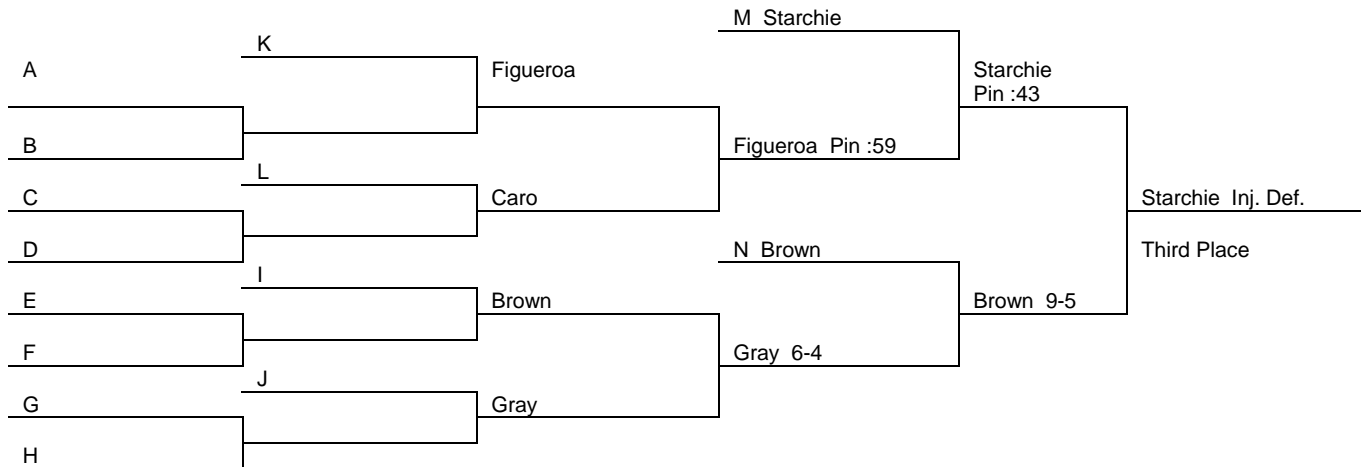 M Starchie
K
A
Figueroa
Starchie
Pin :43
B
Figueroa Pin :59
L
C
Caro
Starchie Inj. Def.
D
N Brown
Third Place
I
E
Brown
Brown 9-5
F
Gray 6-4
J
G
Gray
H